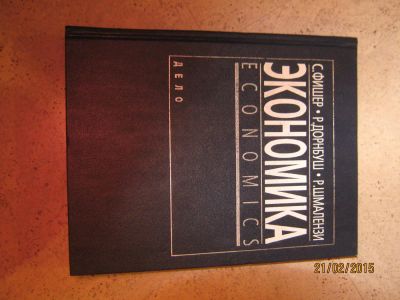 С.ФИШЕР • Р.ДОРНБУШ • Р.ШМАЛЕНЗИ
ЭКОНОМИКА
ECONOMICS
ДЕЛО
21/02/2015